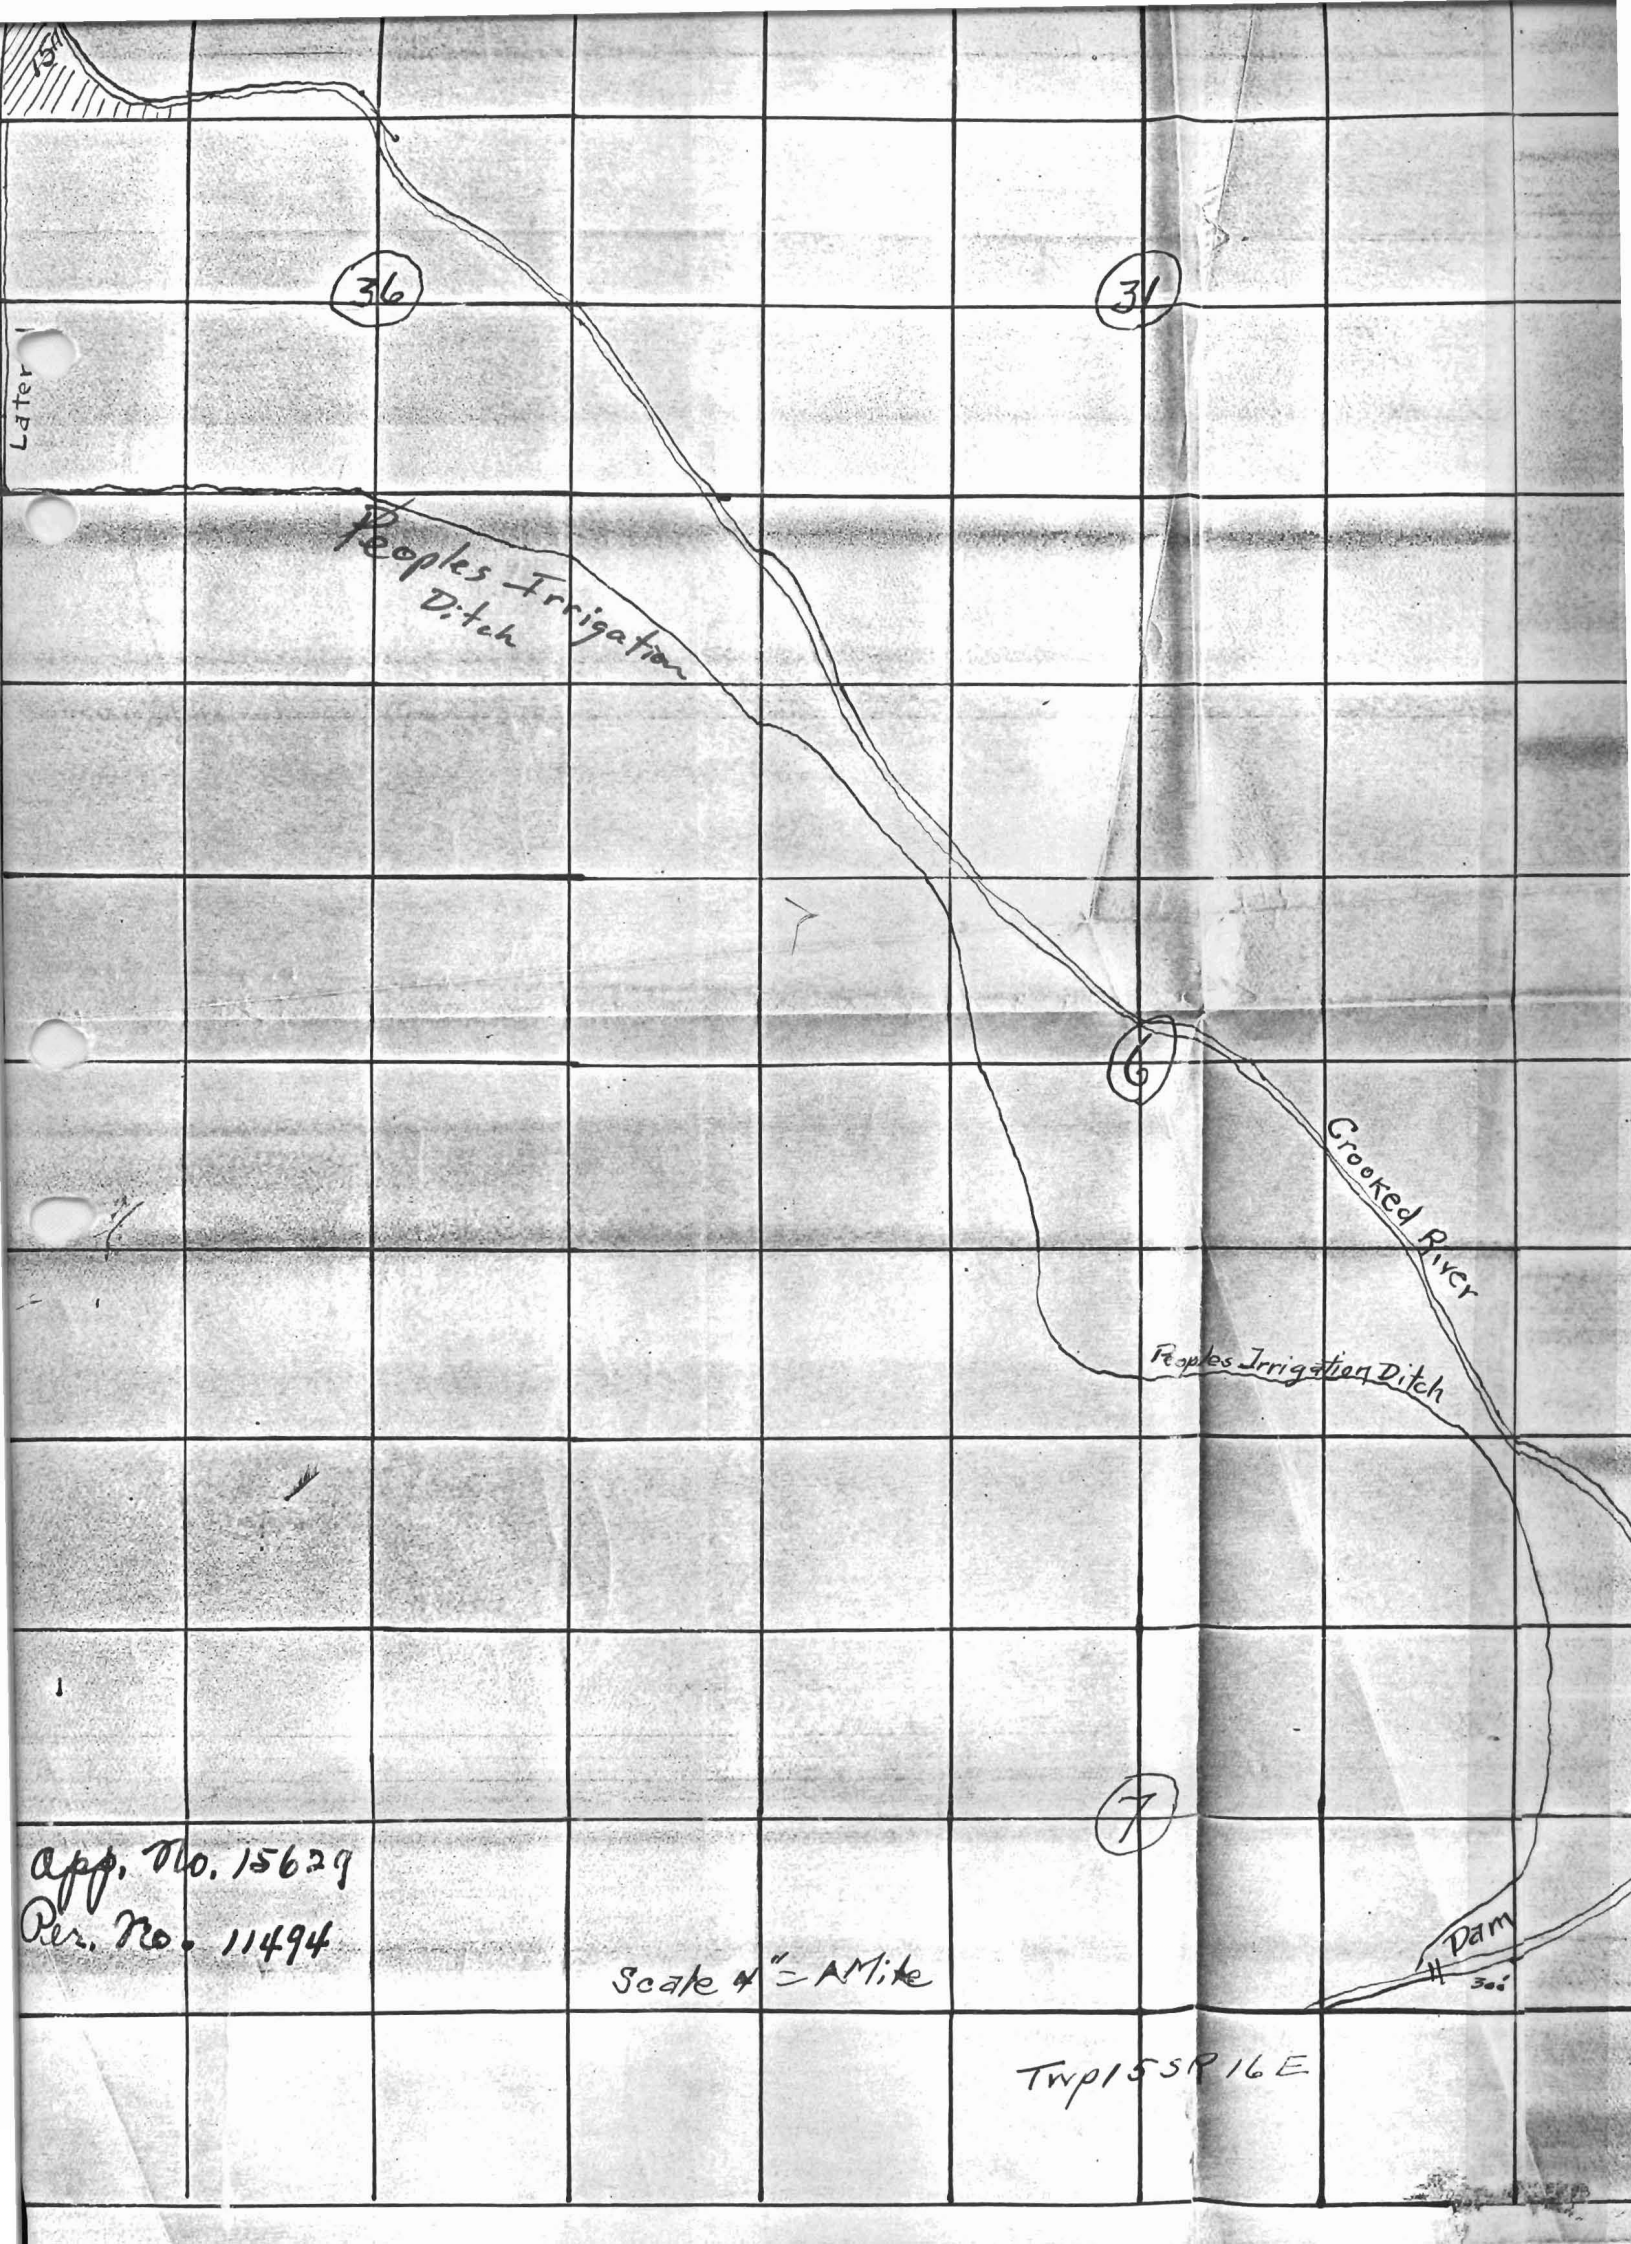 36
31
Later
Peoples Irrigation
Ditch
6
Crooked River
Peoples Irrigation Ditch
7
App. No. 15629
Per. No. 11494
Dam
300'
Scale 4" = A Mile
Twp 15 S R 16 E